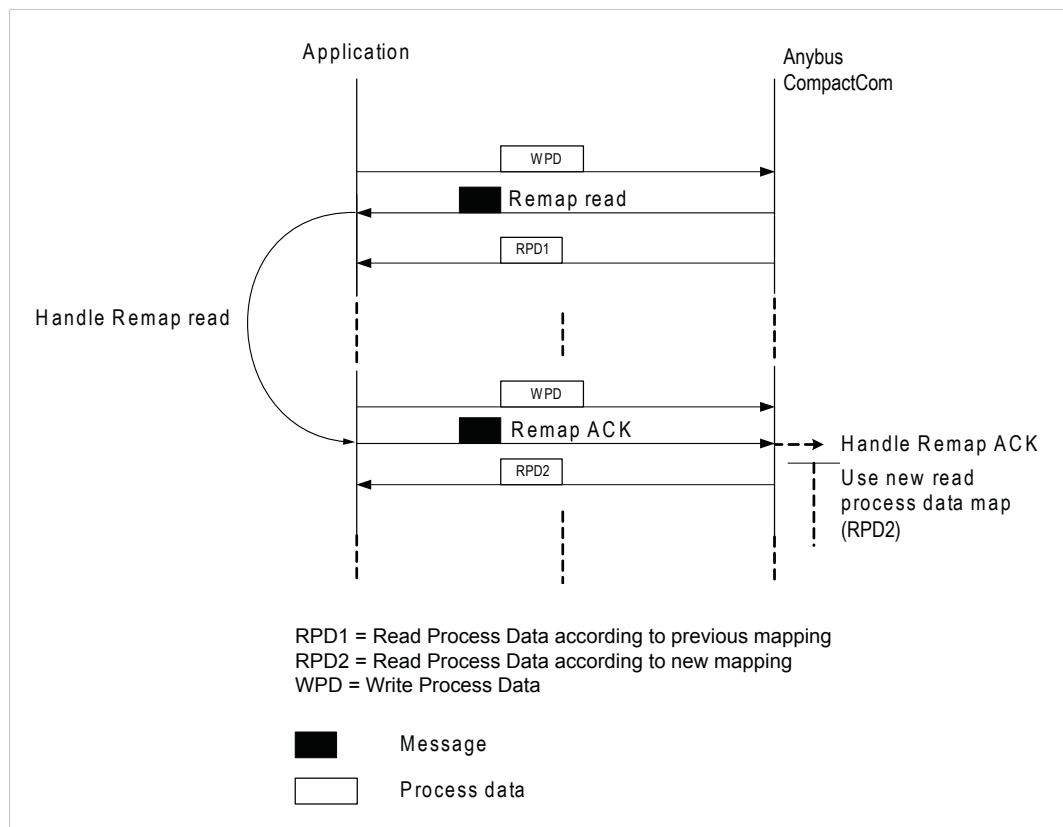 Application
Anybus
CompactCom
WPD
Remap read
RPD1
Handle Remap read
WPD
Remap ACK
Handle Remap ACK
RPD2
Use new read
process data map
(RPD2)
RPD1 = Read Process Data according to previous mapping
RPD2 = Read Process Data according to new mapping
WPD = Write Process Data
Message
Process data